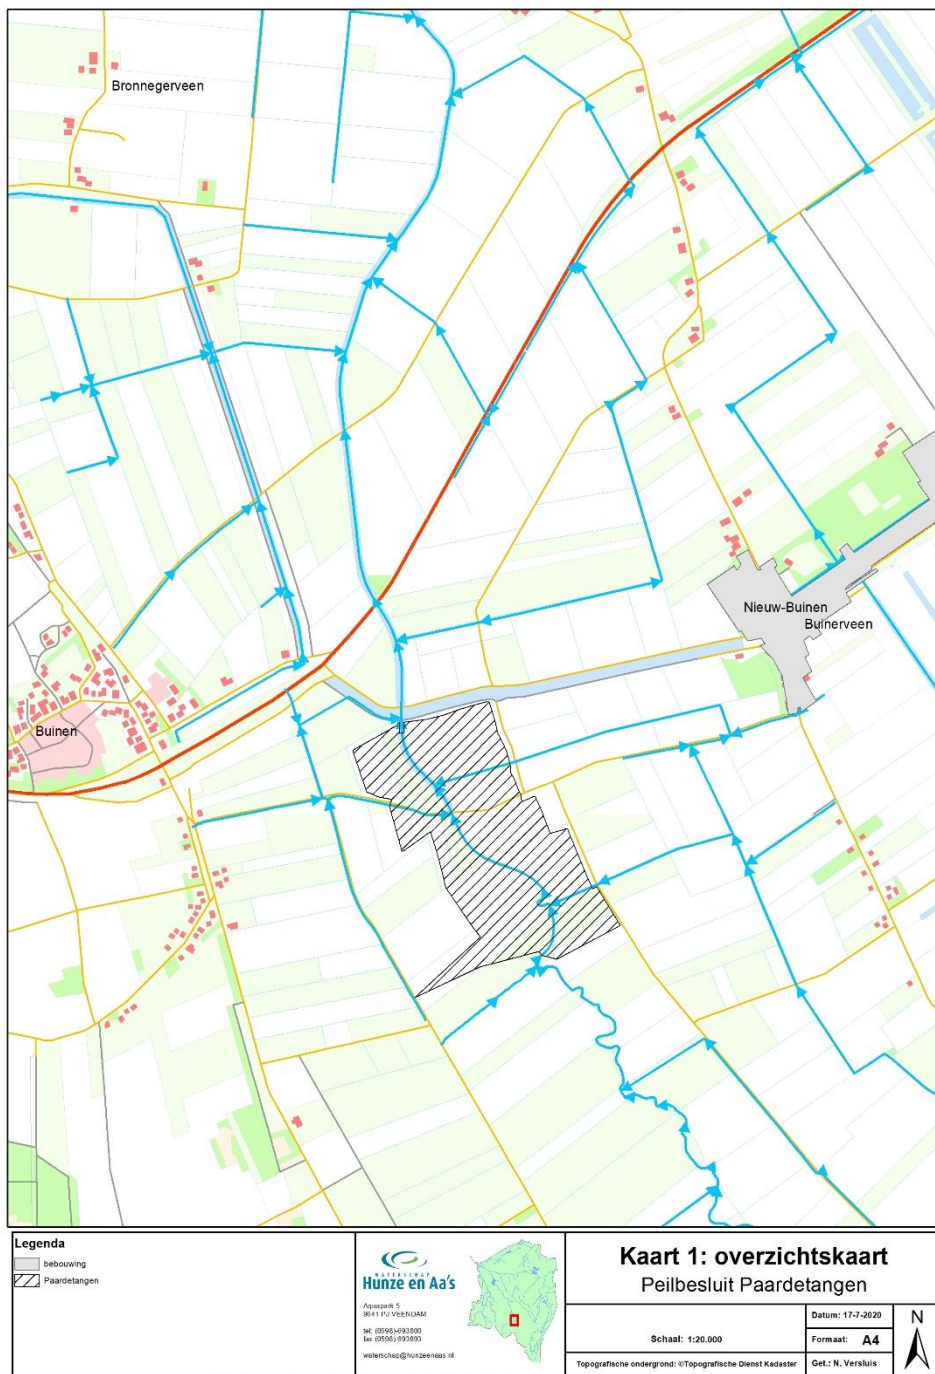 Bronnegerveen
Nieuw-Buinen
Buinerveen
Buinen
Legenda
bebouwing
Paardetangen
WATERSCHAP
Hunze en Aa's
Aquapark 5
9641 PJ VEENDAM
tel: (0598)-693800
fax (0598)-693893
waterschap@hunzeenaas.nl
Kaart 1: overzichtskaart
Peilbesluit Paardetangen
Schaal: 1:20.000
Topografische ondergrond: ©Topografische Dienst Kadaster
Datum: 17-7-2020
Formaat: A4
Get.: N. Versluis
N